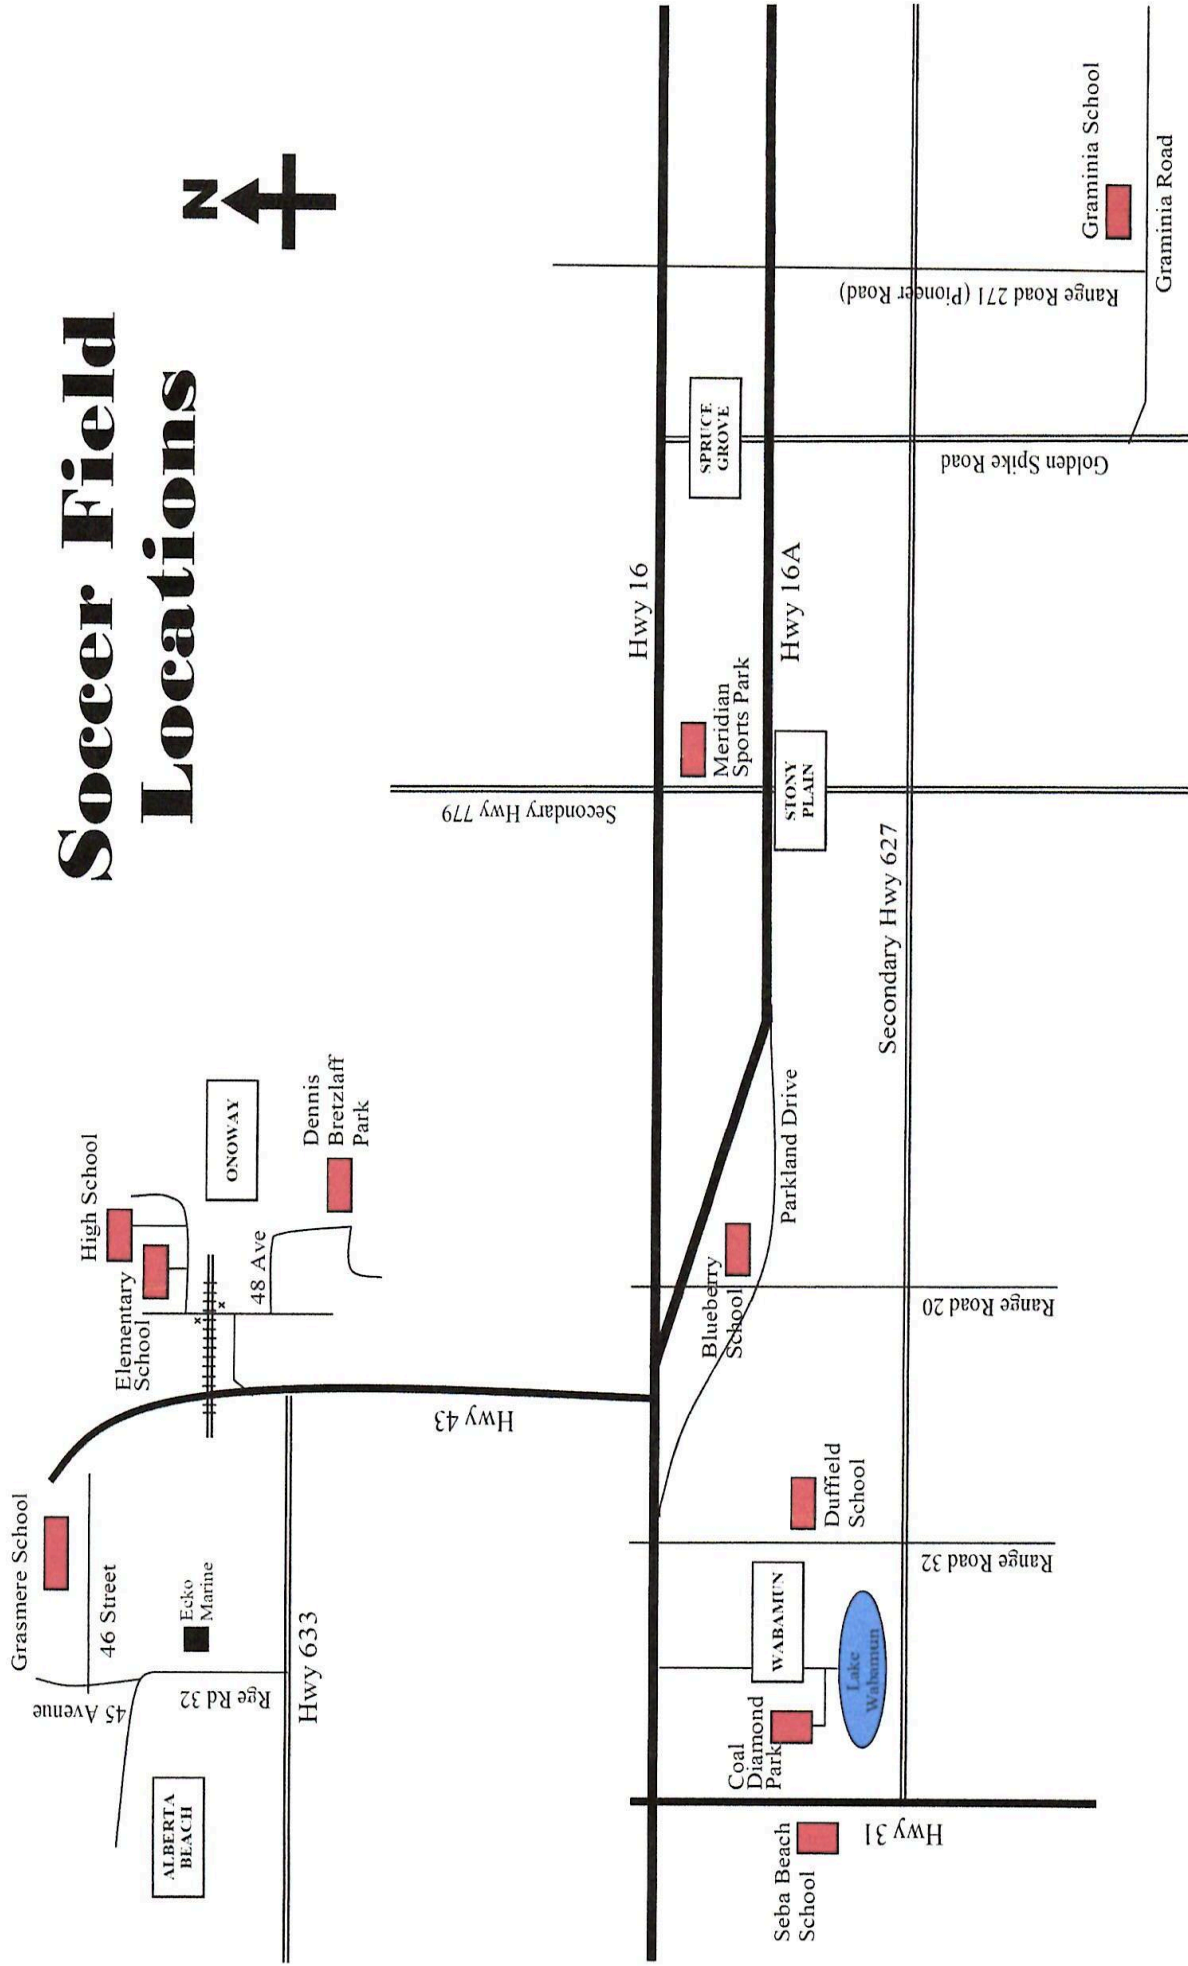 Soccer Field
Locations
N
Grasmere School
46 Street
45 Avenue
Ecko
Marine
Rge Rd 32
ALBERTA
BEACH
Hwy 633
High School
Elementary
School
ONOWAY
48 Ave
Dennis
Bretzlaff
Park
Hwy 43
Secondary Hwy 779
Hwy 16
Meridian
Sports Park
SPRUCE
GROVE
Hwy 16A
STONY
PLAIN
Blueberry
School
Parkland Drive
Range Road 20
Duffield
School
Range Road 32
WABAMUN
Coal
Diamond
Park
Lake
Wabamun
Seba Beach
School
Hwy 31
Secondary Hwy 627
Golden Spike Road
Range Road 271 (Pioneer Road)
Graminia School
Graminia Road